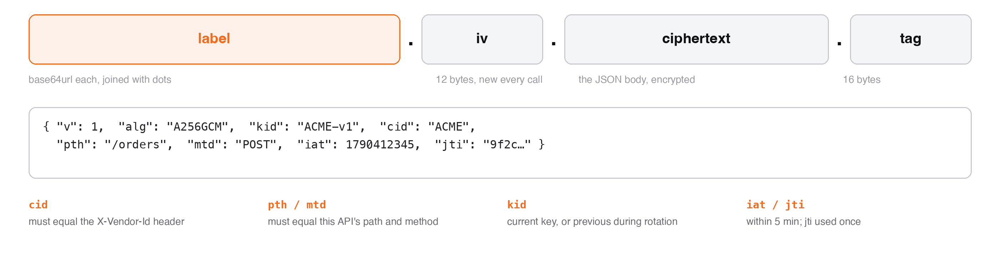 label . iv . ciphertext . tag
base64url each, joined with dots 12 bytes, new every call the JSON body, encrypted 16 bytes
{ "v": 1, "alg": "A256GCM", "kid": "ACME−v1", "cid": "ACME",
"pth": "/orders", "mtd": "POST", "iat": 1790412345, "jti": "9f2c…" }
cid pth / mtd kid iat / jti
must equal the X-Vendor-Id header must equal this API's path and method current key, or previous during rotation within 5 min; jti used once